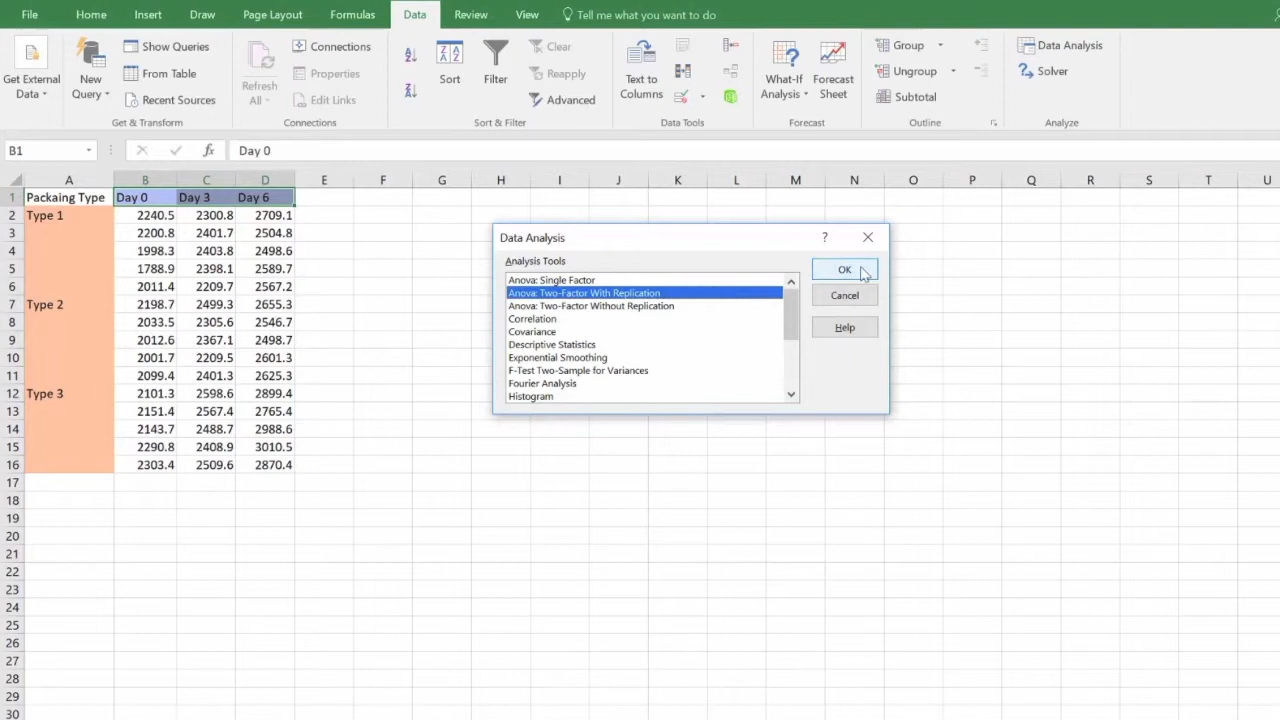 File Home Insert Draw Page Layout Formulas Data Review View Tell me what you want to do
Get External Data
New Query
Show Queries
From Table
Recent Sources
Get & Transform
Refresh All
Connections
Properties
Edit Links
Connections
Sort
Filter
Clear
Reapply
Advanced
Sort & Filter
Text to Columns
Data Tools
What-If Analysis
Forecast Sheet
Forecast
Group
Ungroup
Subtotal
Outline
Data Analysis
Solver
Analyze
B1 fx Day 0
A B C D E F G H I J K L M N O P Q R S T U
1 Packaing Type Day 0 Day 3 Day 6
2 Type 1 2240.5 2300.8 2709.1
3 2200.8 2401.7 2504.8
4 1998.3 2403.8 2498.6
5 1788.9 2398.1 2589.7
6 2011.4 2209.7 2567.2
7 Type 2 2198.7 2499.3 2655.3
8 2033.5 2305.6 2546.7
9 2012.6 2367.1 2498.7
10 2001.7 2209.5 2601.3
11 2099.4 2401.3 2625.3
12 Type 3 2101.3 2598.6 2899.4
13 2151.4 2567.4 2765.4
14 2143.7 2488.7 2988.6
15 2290.8 2408.9 3010.5
16 2303.4 2509.6 2870.4
17
18
19
20
21
22
23
24
25
26
27
28
29
30
Data Analysis ?
Analysis Tools
Anova: Single Factor
Anova: Two-Factor With Replication
Anova: Two-Factor Without Replication
Correlation
Covariance
Descriptive Statistics
Exponential Smoothing
F-Test Two-Sample for Variances
Fourier Analysis
Histogram
OK
Cancel
Help